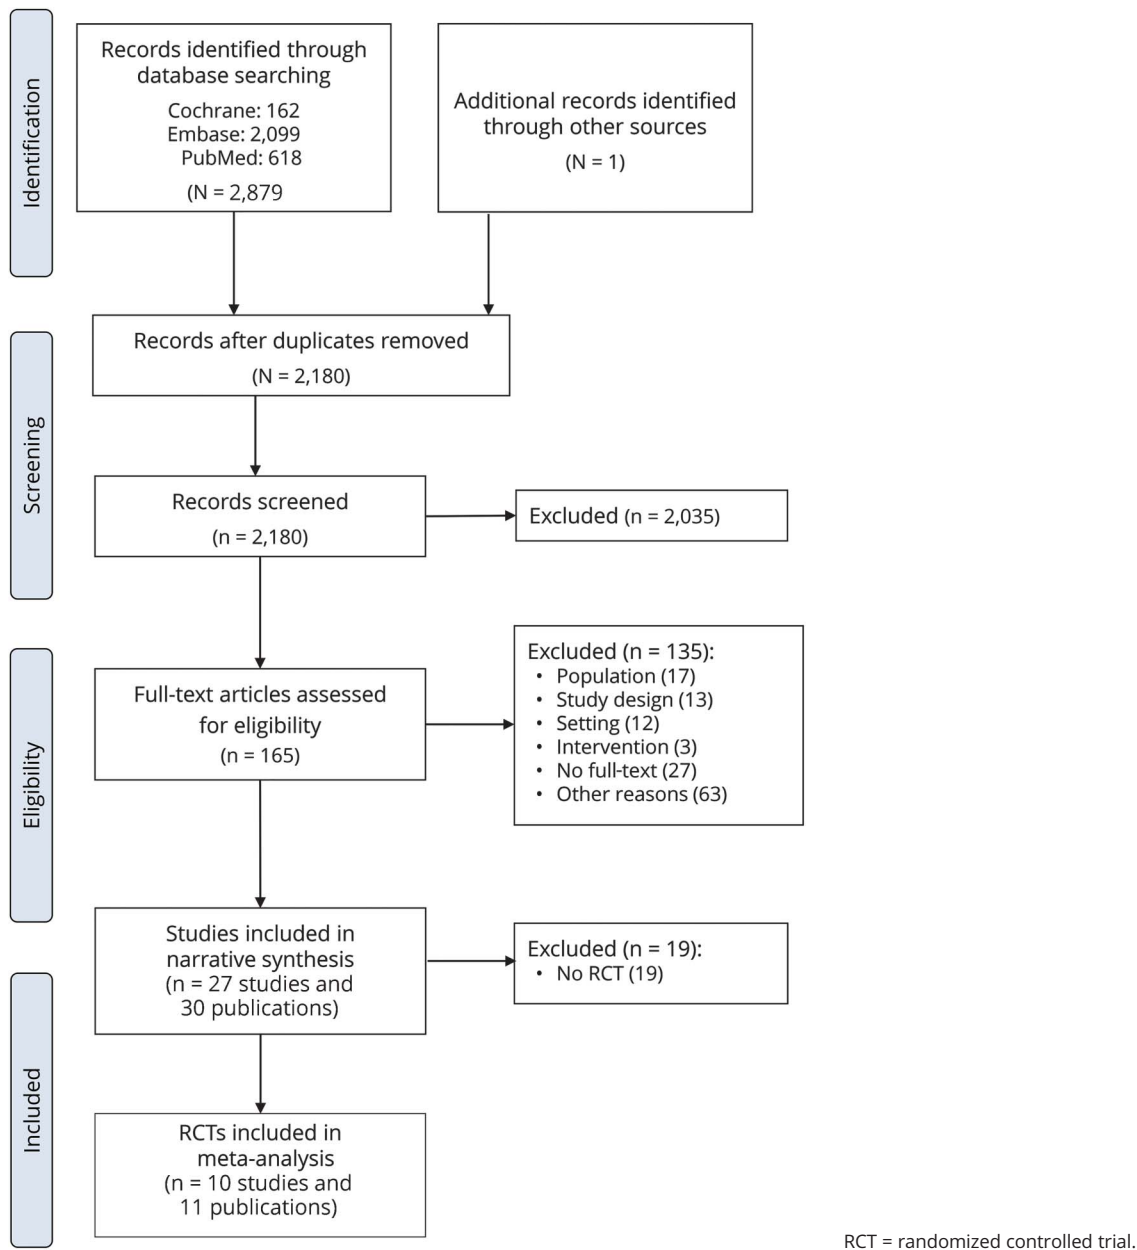 Identification
Records identified through
database searching
Cochrane: 162
Embase: 2,099
PubMed: 618
(N = 2,879
Additional records identified
through other sources
(N = 1)
Screening
Records after duplicates removed
(N = 2,180)
Records screened
(n = 2,180)
Excluded (n = 2,035)
Eligibility
Full-text articles assessed
for eligibility
(n = 165)
Excluded (n = 135):
• Population (17)
• Study design (13)
• Setting (12)
• Intervention (3)
• No full-text (27)
• Other reasons (63)
Included
Studies included in
narrative synthesis
(n = 27 studies and
30 publications)
Excluded (n = 19):
• No RCT (19)
RCTs included in
meta-analysis
(n = 10 studies and
11 publications)
RCT = randomized controlled trial.